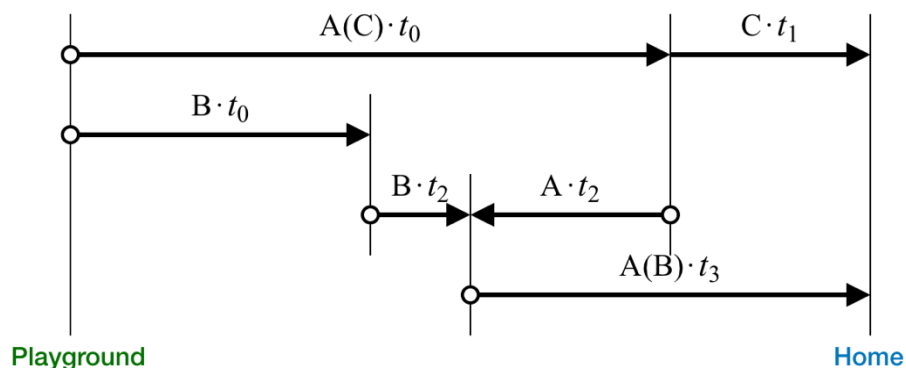 A(C)·t₀ C·t₁
B·t₀
B·t₂ A·t₂
A(B)·t₃
Playground Home